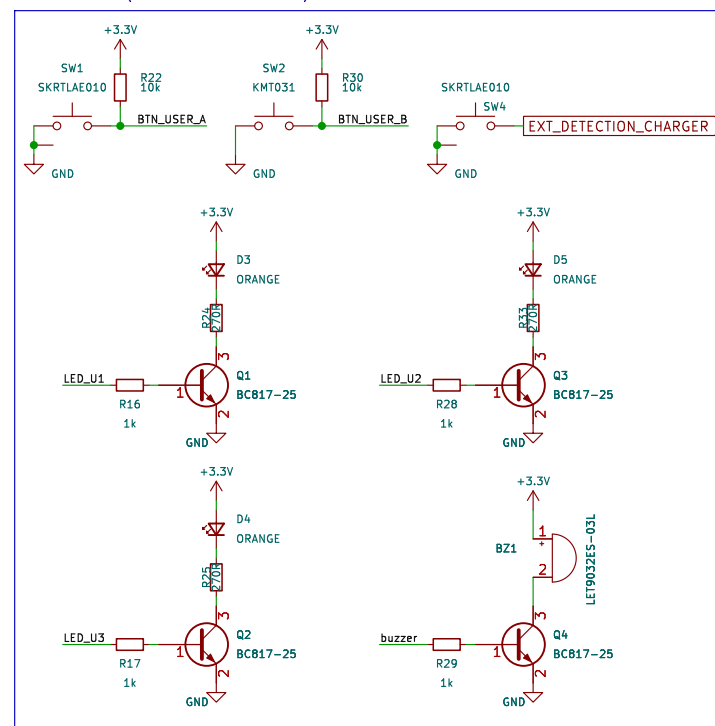 +3.3V
SW1
SKRTLAE010
R22
10k
BTN_USER_A
GND
+3.3V
SW2
KMT031
R30
10k
BTN_USER_B
GND
SKRTLAE010
SW4
EXT_DETECTION_CHARGER
GND
+3.3V
D3
ORANGE
R24
270R
3
Q1
BC817-25
LED_U1
1
R16
1k
2
GND
+3.3V
D5
ORANGE
R33
270R
3
Q3
BC817-25
LED_U2
1
R28
1k
2
GND
+3.3V
D4
ORANGE
R25
270R
3
Q2
BC817-25
LED_U3
1
R17
1k
2
GND
+3.3V
1
+
BZ1
2
LET9032ES-03L
3
Q4
BC817-25
buzzer
1
R29
1k
2
GND